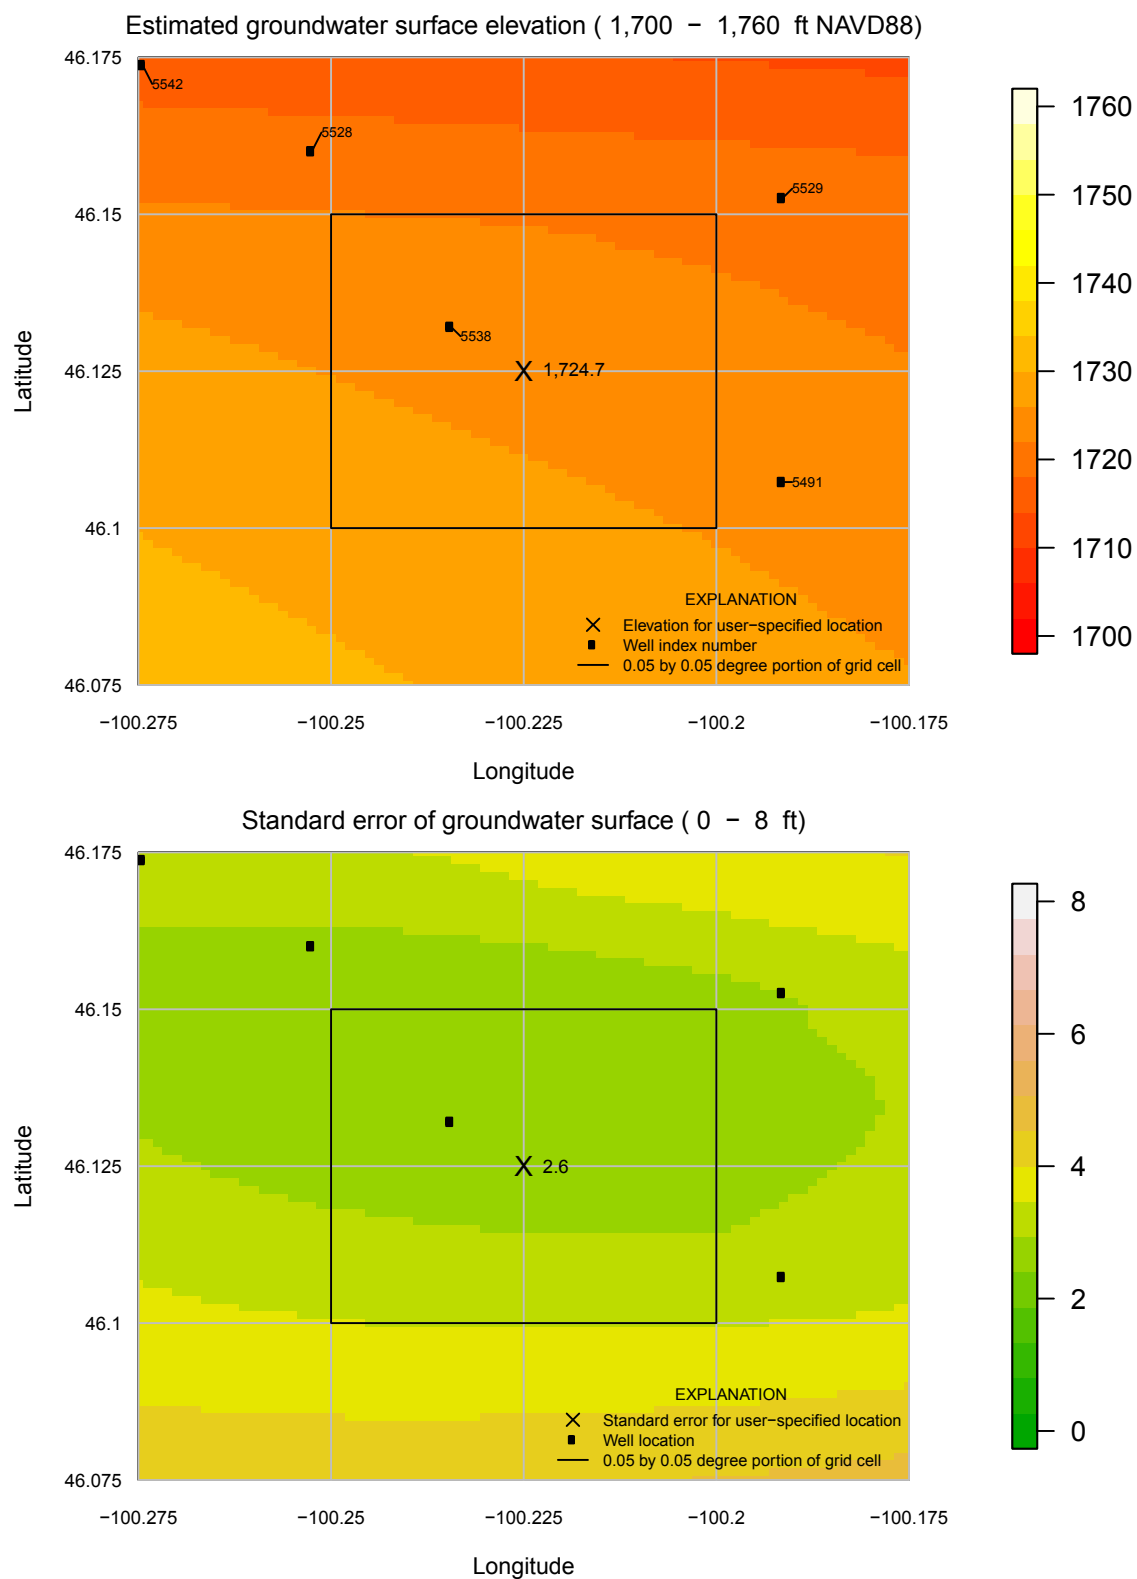 Estimated groundwater surface elevation ( 1,700 − 1,760 ft NAVD88)
46.175
46.15
46.125
46.1
46.075
Latitude
5542
5528
5529
5538
1,724.7
5491
EXPLANATION
Elevation for user−specified location
Well index number
0.05 by 0.05 degree portion of grid cell
−100.275 −100.25 −100.225 −100.2 −100.175
Longitude
1760
1750
1740
1730
1720
1710
1700
Standard error of groundwater surface ( 0 − 8 ft)
46.175
46.15
46.125
46.1
46.075
Latitude
2.6
EXPLANATION
Standard error for user−specified location
Well location
0.05 by 0.05 degree portion of grid cell
−100.275 −100.25 −100.225 −100.2 −100.175
Longitude
8
6
4
2
0